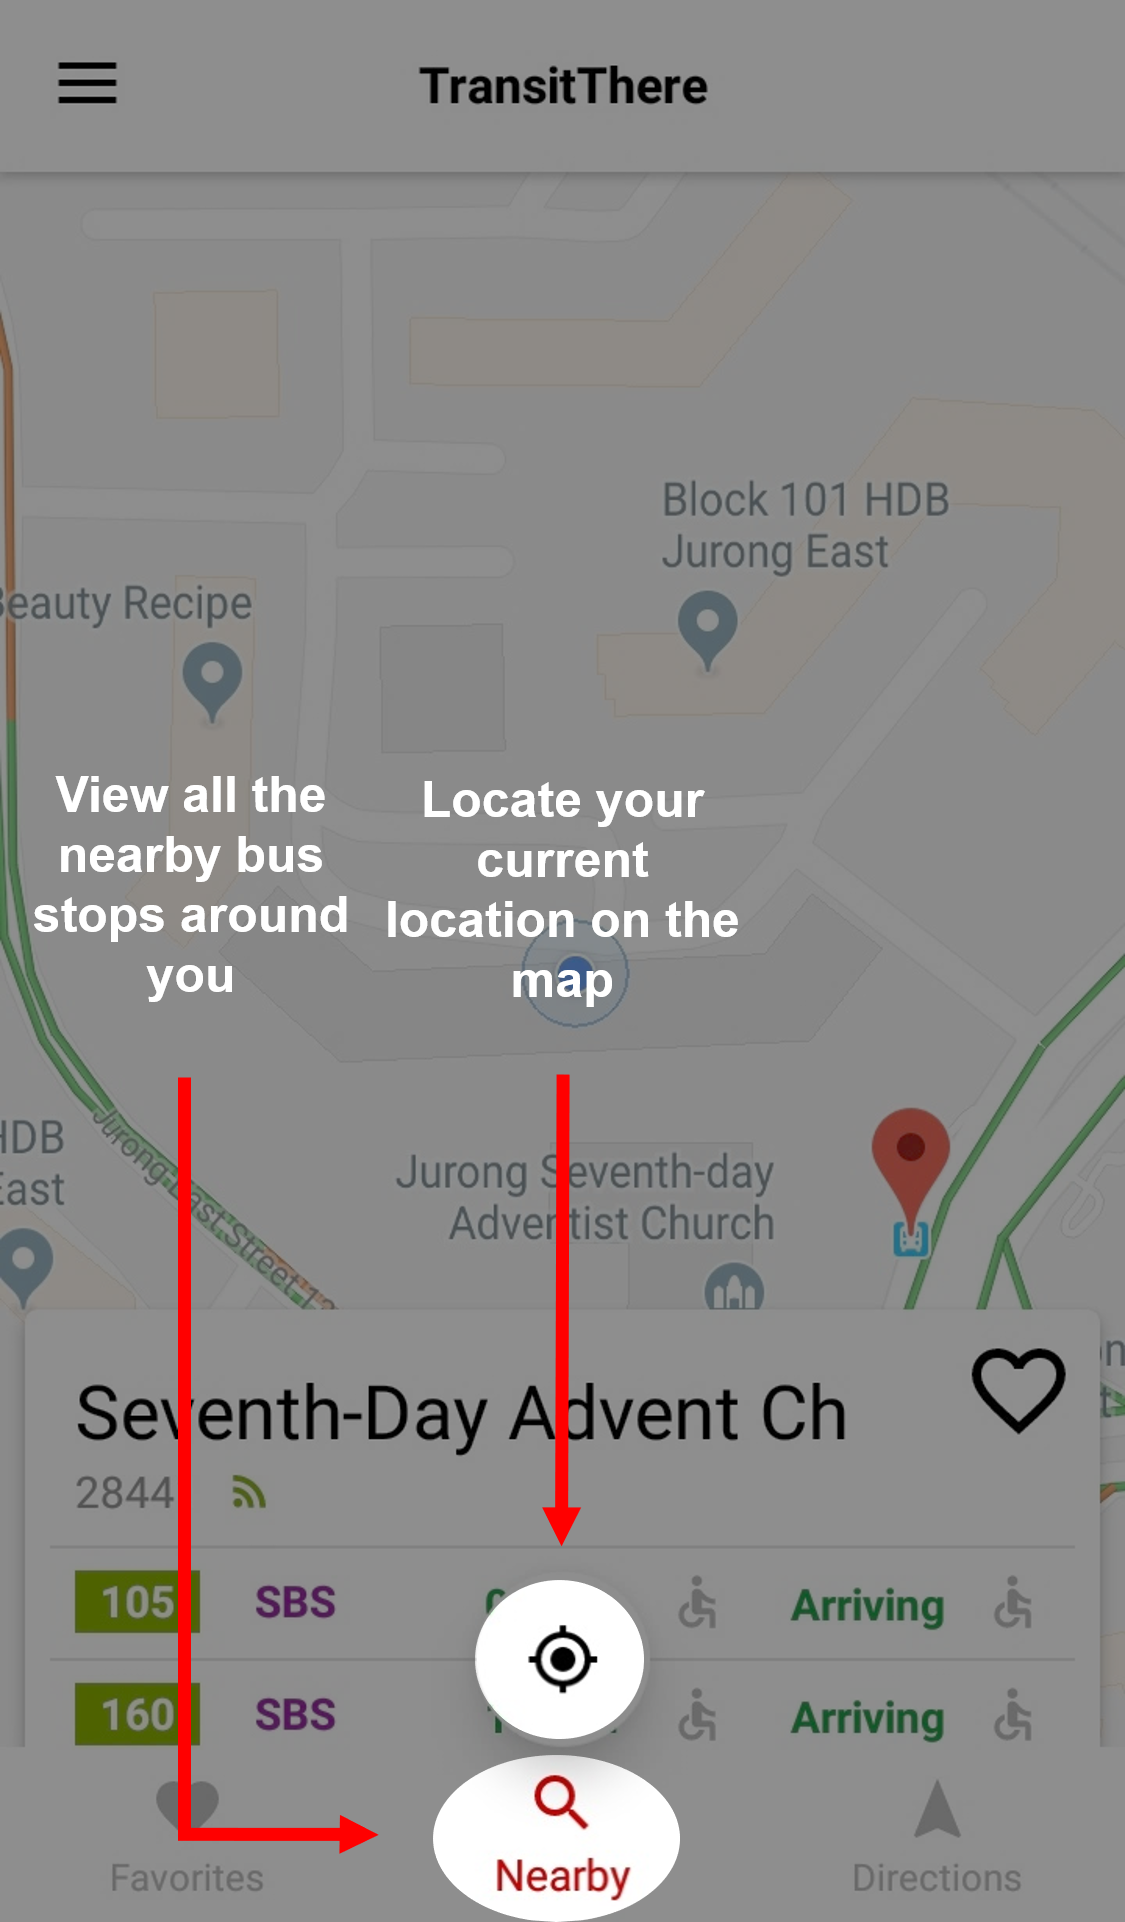 TransitThere
Block 101 HDB
Jurong East
Beauty Recipe
View all the
nearby bus
stops around
you
Locate your
current
location on the
map
HDB
East
Jurong East Street
Jurong Seventh-day
Adventist Church
Seventh-Day Advent Ch
2844
105 SBS Arriving
160 SBS Arriving
Favorites
Nearby
Directions